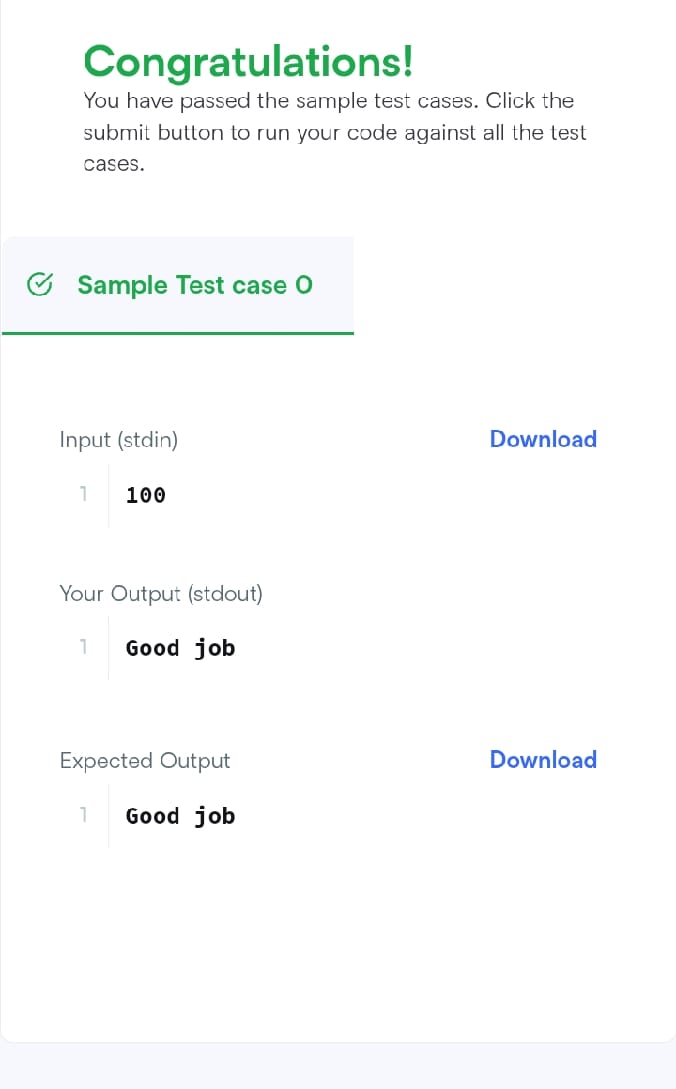 Congratulations!
You have passed the sample test cases. Click the
submit button to run your code against all the test
cases.
Sample Test case 0
Input (stdin)
Download
1 100
Your Output (stdout)
1 Good job
Expected Output
Download
1 Good job